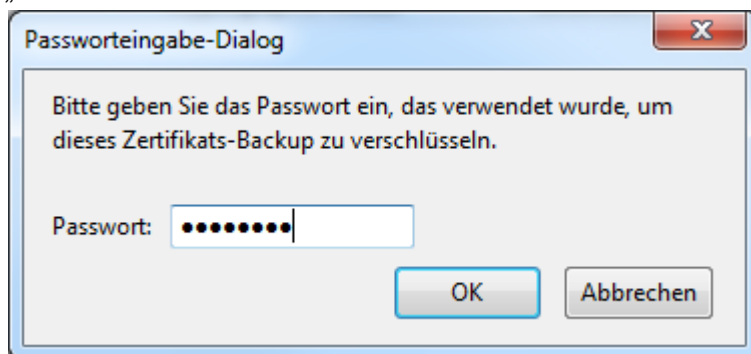 „
Passworteingabe-Dialog
Bitte geben Sie das Passwort ein, das verwendet wurde, um
dieses Zertifikats-Backup zu verschlüsseln.
Passwort: ●●●●●●●●
OK Abbrechen